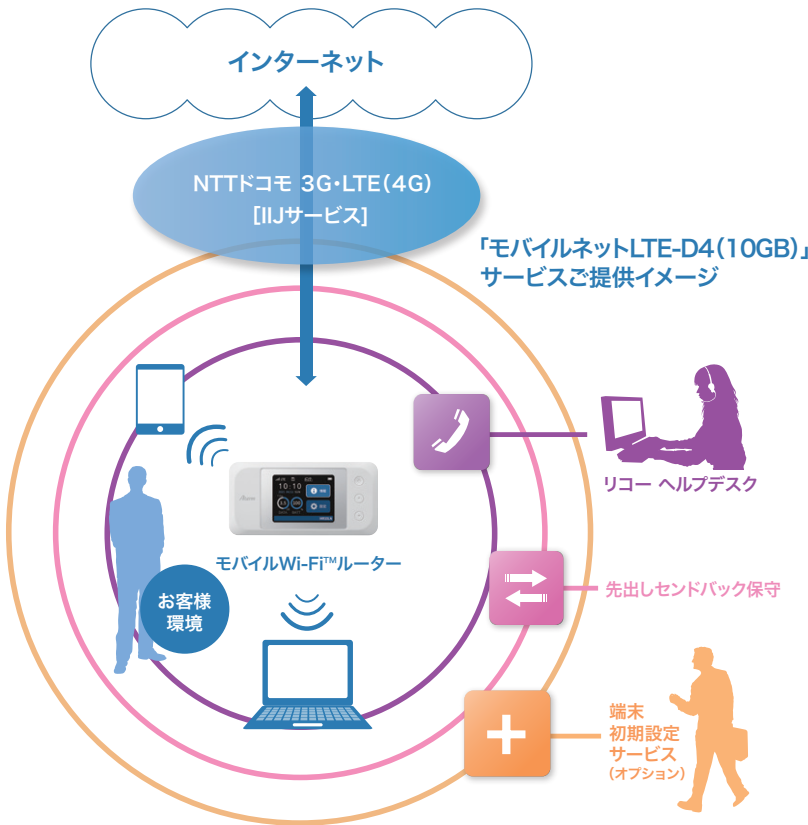 インターネット
NTTドコモ 3G・LTE(4G)
[IIJサービス]
「モバイルネットLTE-D4(10GB)」
サービスご提供イメージ
リコー ヘルプデスク
10:10
モバイルWi-Fi™ルーター
先出しセンドバック保守
お客様
環境
端末
初期設定
サービス
(オプション)